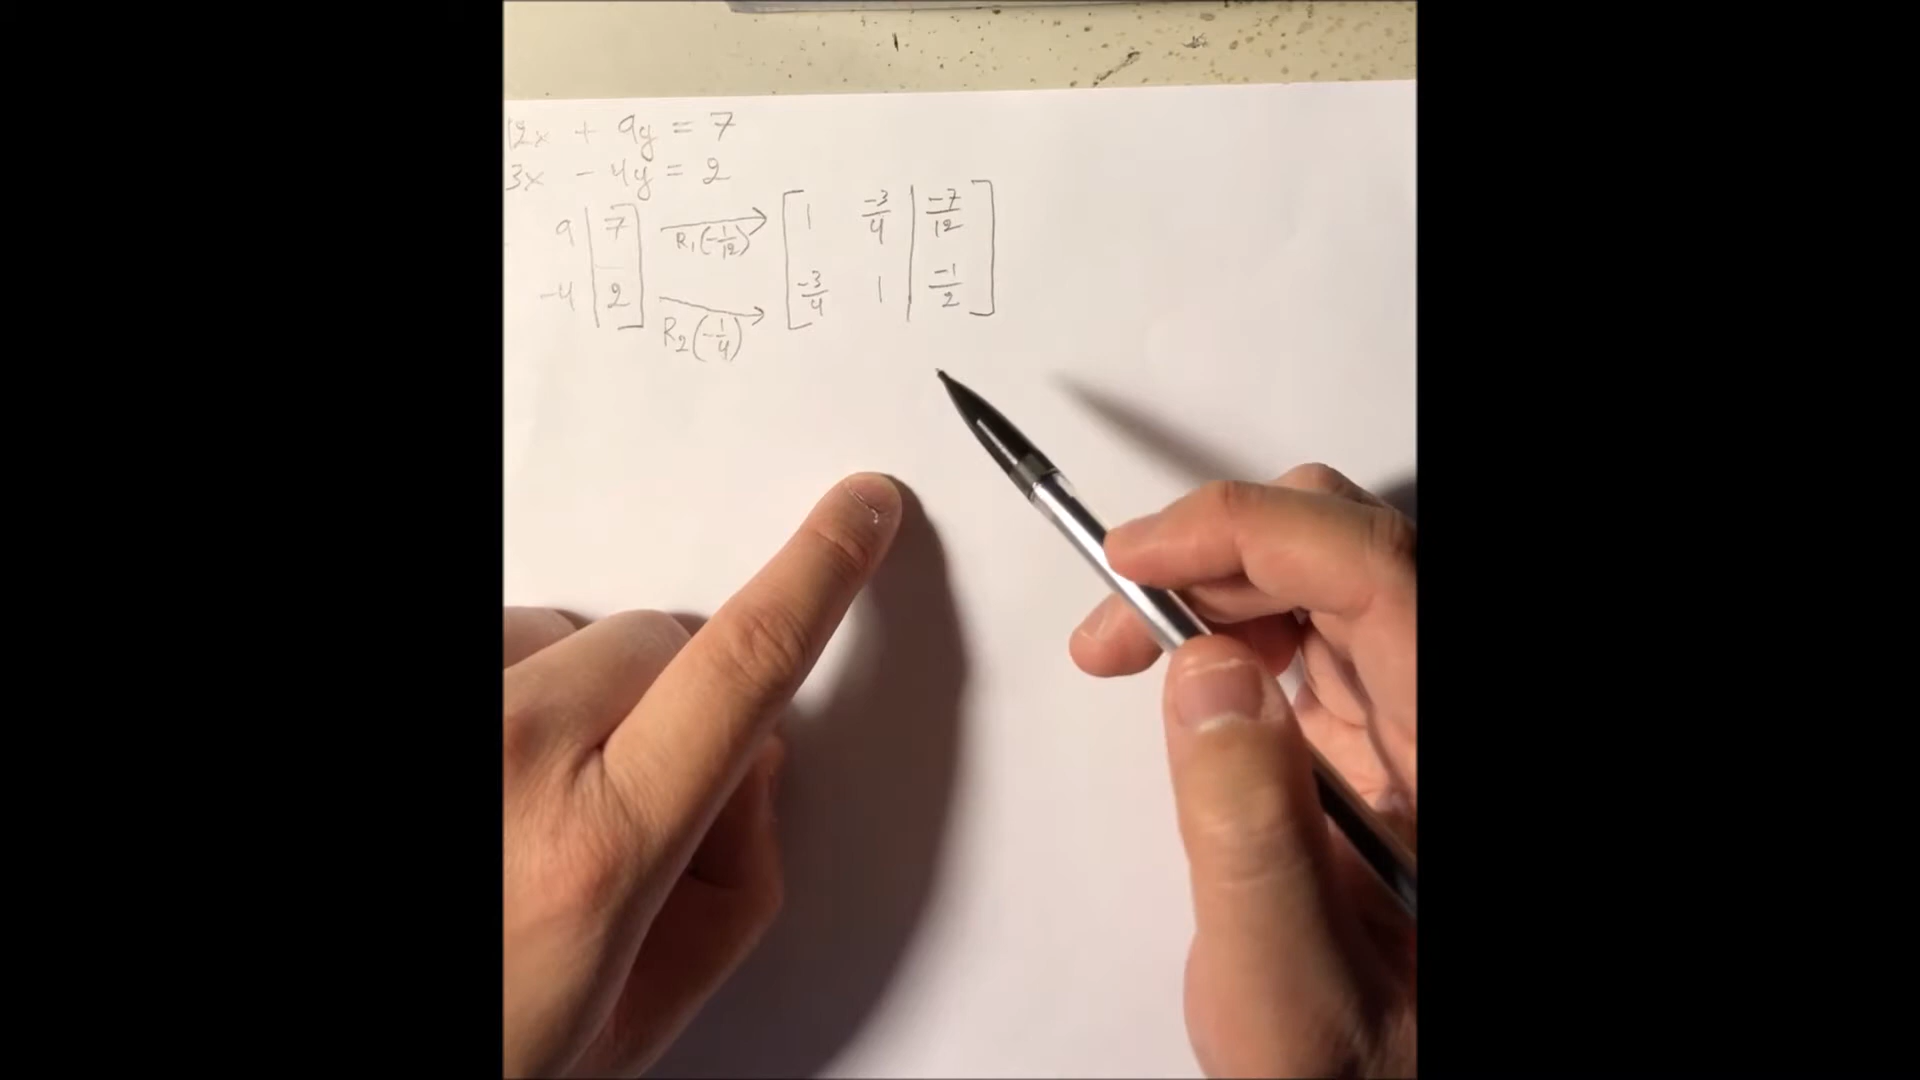 12x + 9y = 7
3x - 4y = 2
9 | 7 ] R₁(-1/12) → [ 1 -3/4 | -7/12 ]
-4 | 2 ] R₂(-1/4) → [ -3/4 1 | -1/2 ]